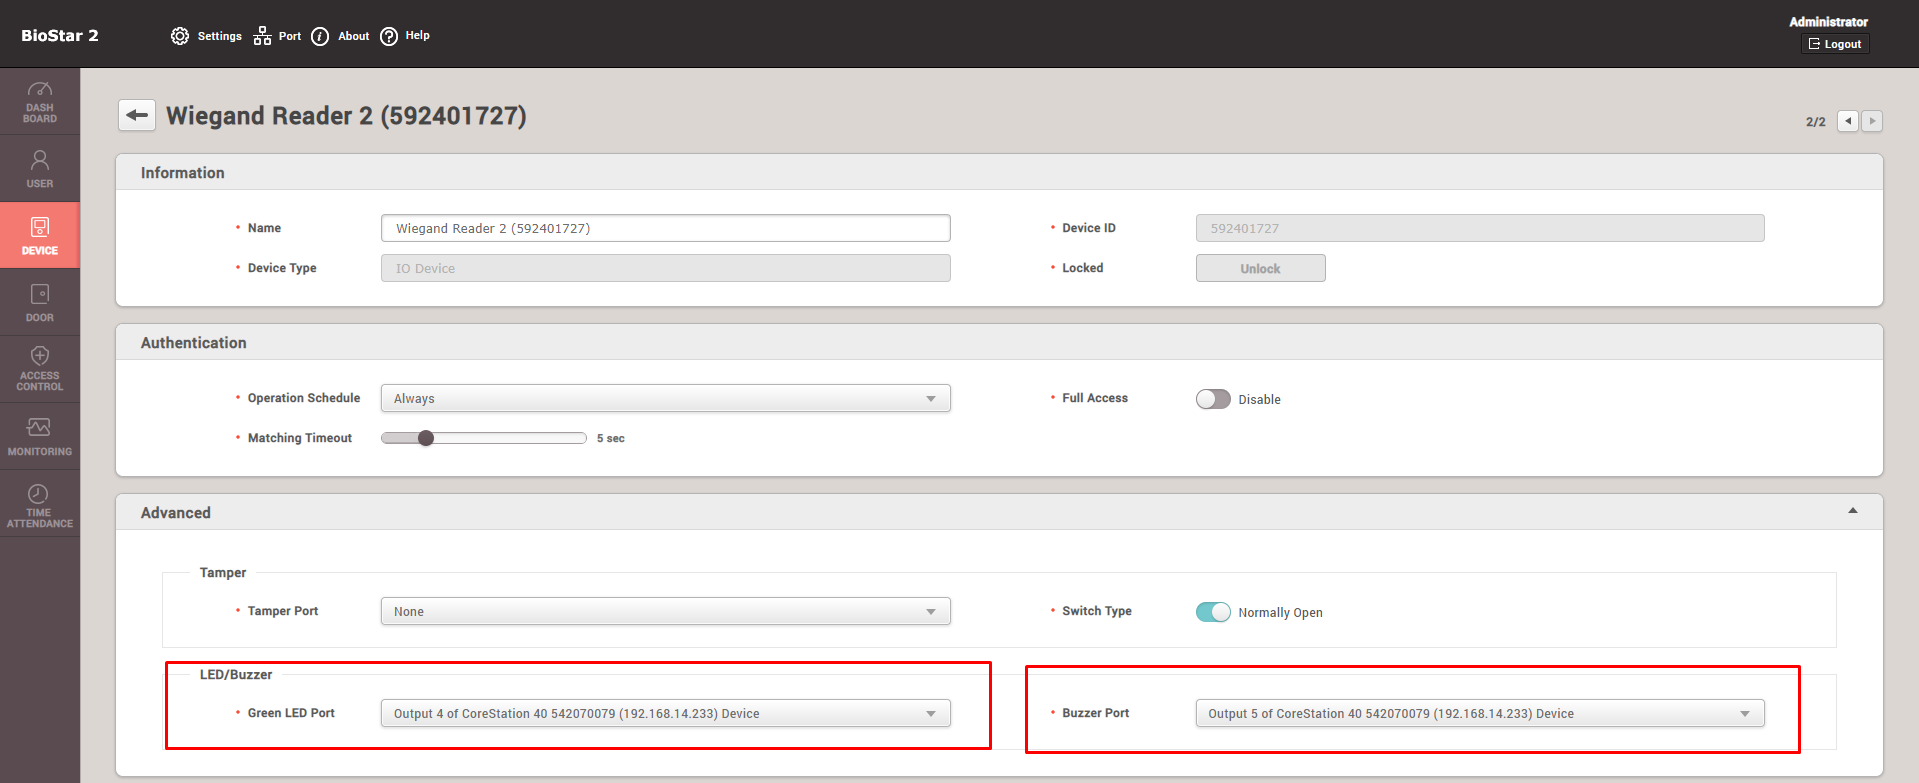 BioStar 2
Settings
Port
About
Help
Administrator
Logout
DASH
BOARD
USER
DEVICE
DOOR
ACCESS
CONTROL
MONITORING
TIME
ATTENDANCE
Wiegand Reader 2 (592401727)
2/2
Information
Name
Wiegand Reader 2 (592401727)
Device ID
592401727
Device Type
IO Device
Locked
Unlock
Authentication
Operation Schedule
Always
Full Access
Disable
Matching Timeout
5 sec
Advanced
Tamper
Tamper Port
None
Switch Type
Normally Open
LED/Buzzer
Green LED Port
Output 4 of CoreStation 40 542070079 (192.168.14.233) Device
Buzzer Port
Output 5 of CoreStation 40 542070079 (192.168.14.233) Device